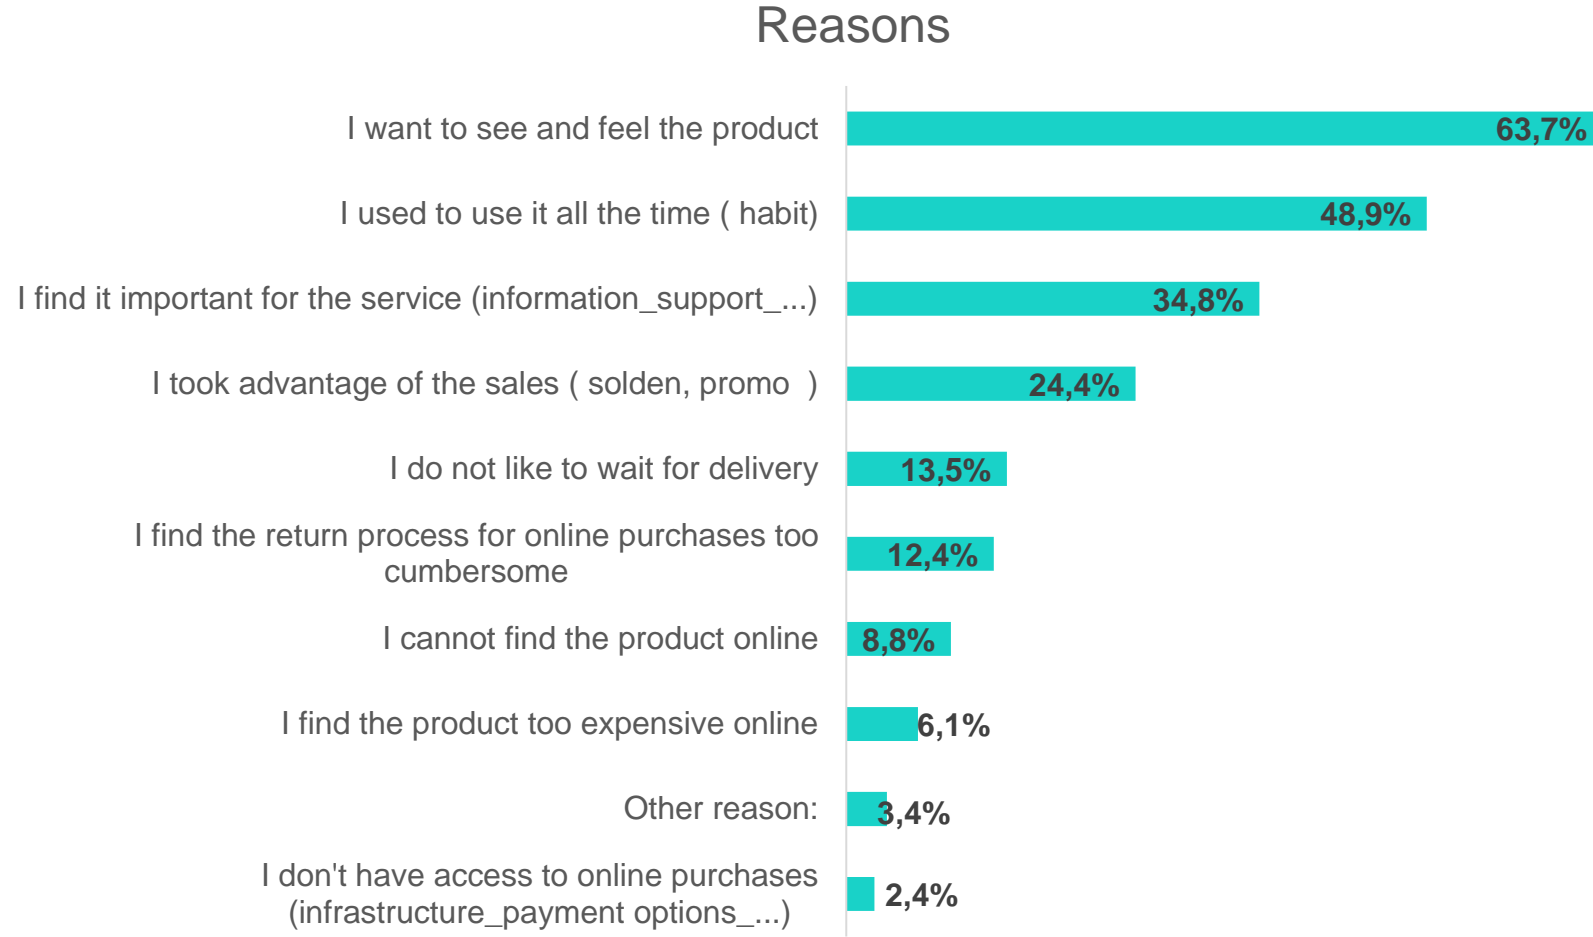 Reasons
I want to see and feel the product
63,7%
I used to use it all the time ( habit)
48,9%
I find it important for the service (information_support_...)
34,8%
I took advantage of the sales ( solden, promo  )
24,4%
I do not like to wait for delivery
13,5%
I find the return process for online purchases too
cumbersome
12,4%
I cannot find the product online
8,8%
I find the product too expensive online
6,1%
Other reason:
3,4%
I don't have access to online purchases
(infrastructure_payment options_...)
2,4%